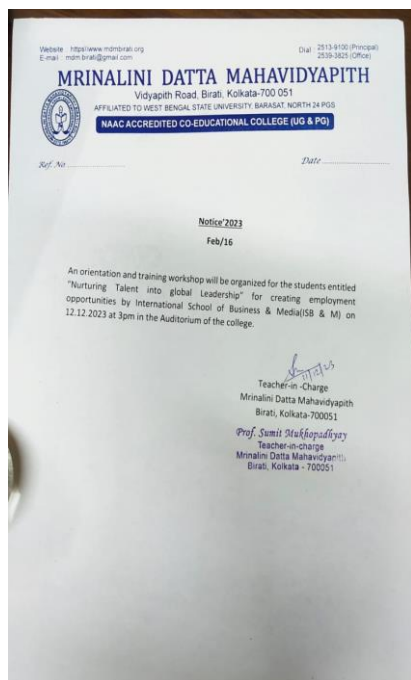 Website : https\\www.mdmbirati.org
E-mail : mdm.birati@gmail.com
Dial : 2513-9100 (Principal)
2539-3825 (Office)
MRINALINI DATTA MAHAVIDYAPITH
Vidyapith Road, Birati, Kolkata-700 051
AFFILIATED TO WEST BENGAL STATE UNIVERSITY: BARASAT, NORTH 24 PGS
NAAC ACCREDITED CO-EDUCATIONAL COLLEGE (UG & PG)
Ref. No
Date
Notice'2023
Feb/16
An orientation and training workshop will be organized for the students entitled
"Nurturing Talent into global Leadership" for creating employment
opportunities by International School of Business & Media(ISB & M) on
12.12.2023 at 3pm in the Auditorium of the college.
11/12/23
Teacher-in -Charge
Mrinalini Datta Mahavidyapith
Birati, Kolkata-700051
Prof. Sumit Mukhopadhyay
Teacher-in-charge
Mrinalini Datta Mahavidyapith
Birati, Kolkata - 700051